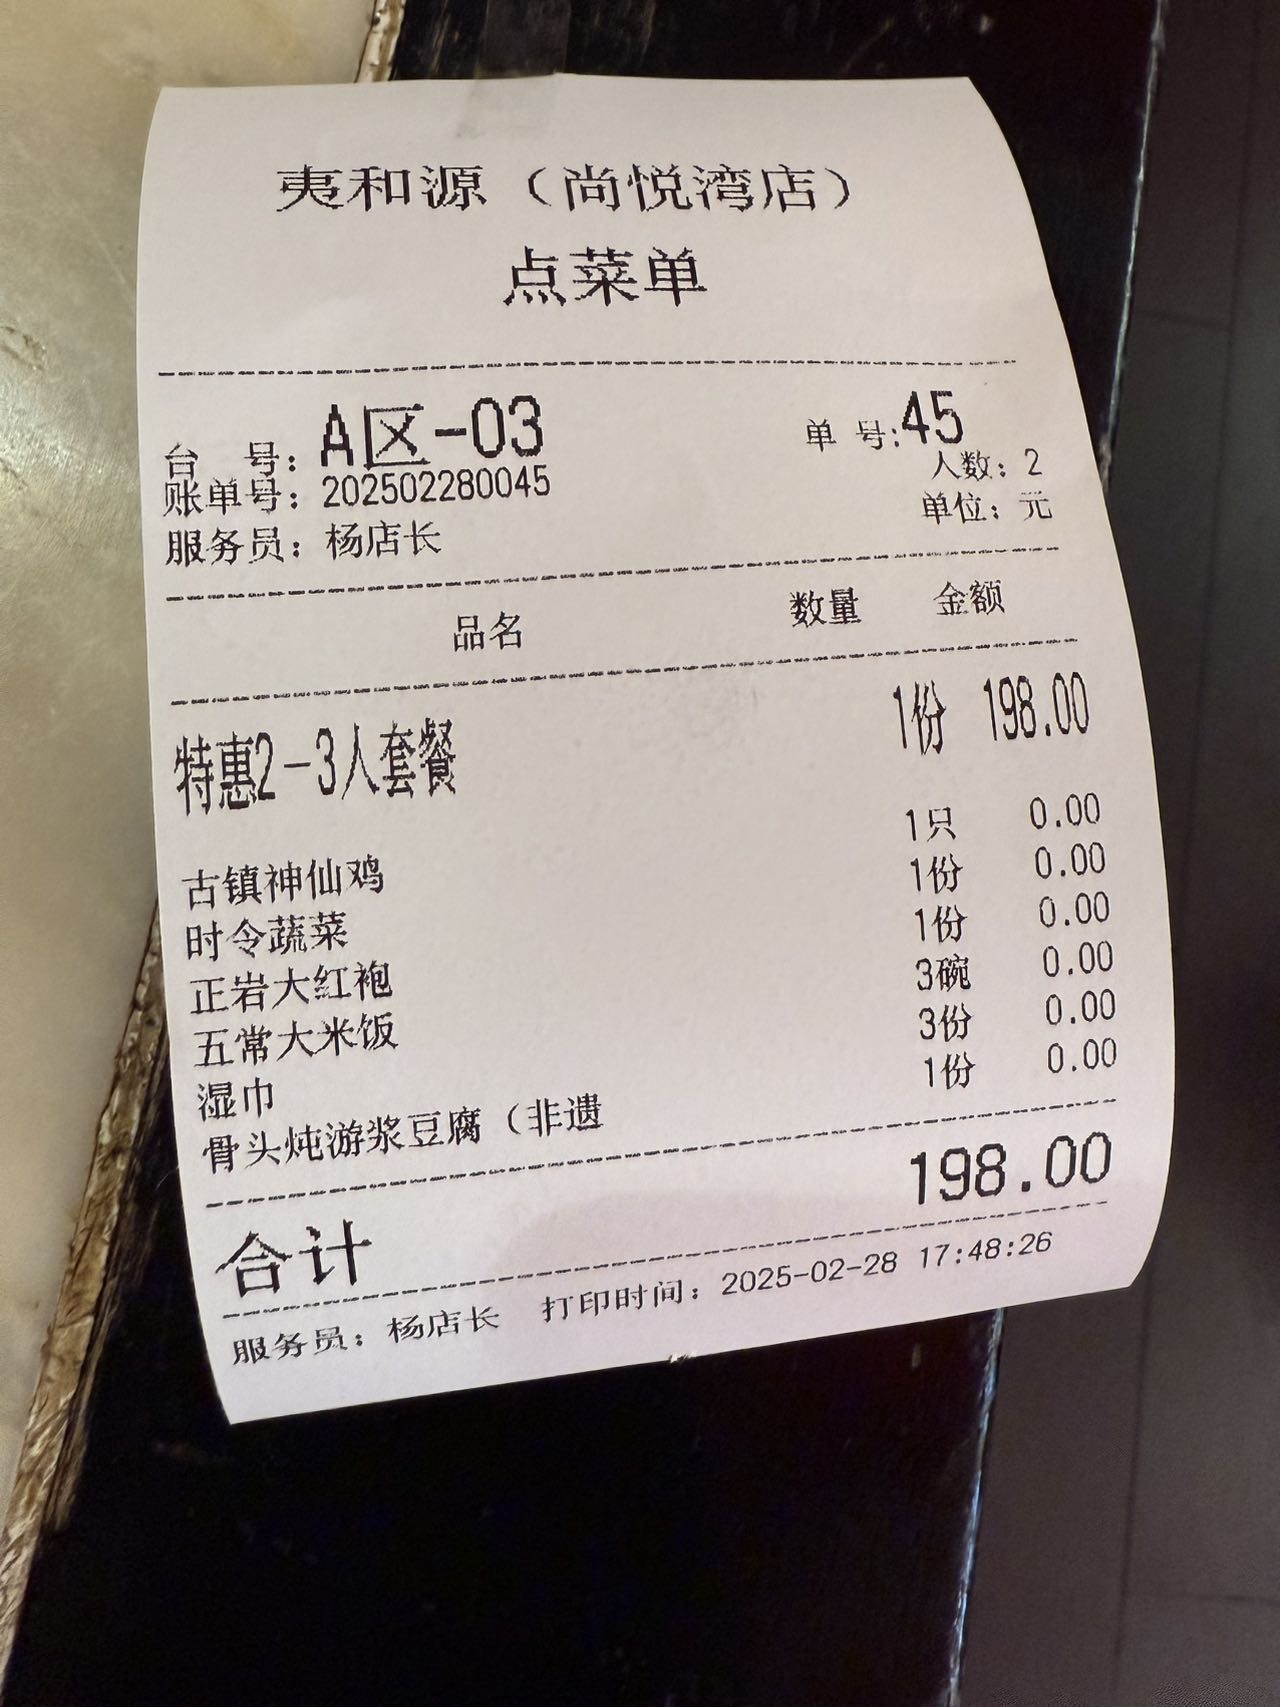 夷和源（尚悦湾店）
点菜单
台 号：A区-03 单 号:45
账单号：202502280045 人数：2
服务员：杨店长 单位：元
品名 数量 金额
特惠2-3人套餐 1份 198.00
古镇神仙鸡 1只 0.00
时令蔬菜 1份 0.00
正岩大红袍 1份 0.00
五常大米饭 3碗 0.00
湿巾 3份 0.00
骨头炖游浆豆腐（非遗 1份 0.00
合计 198.00
服务员：杨店长 打印时间：2025-02-28 17:48:26